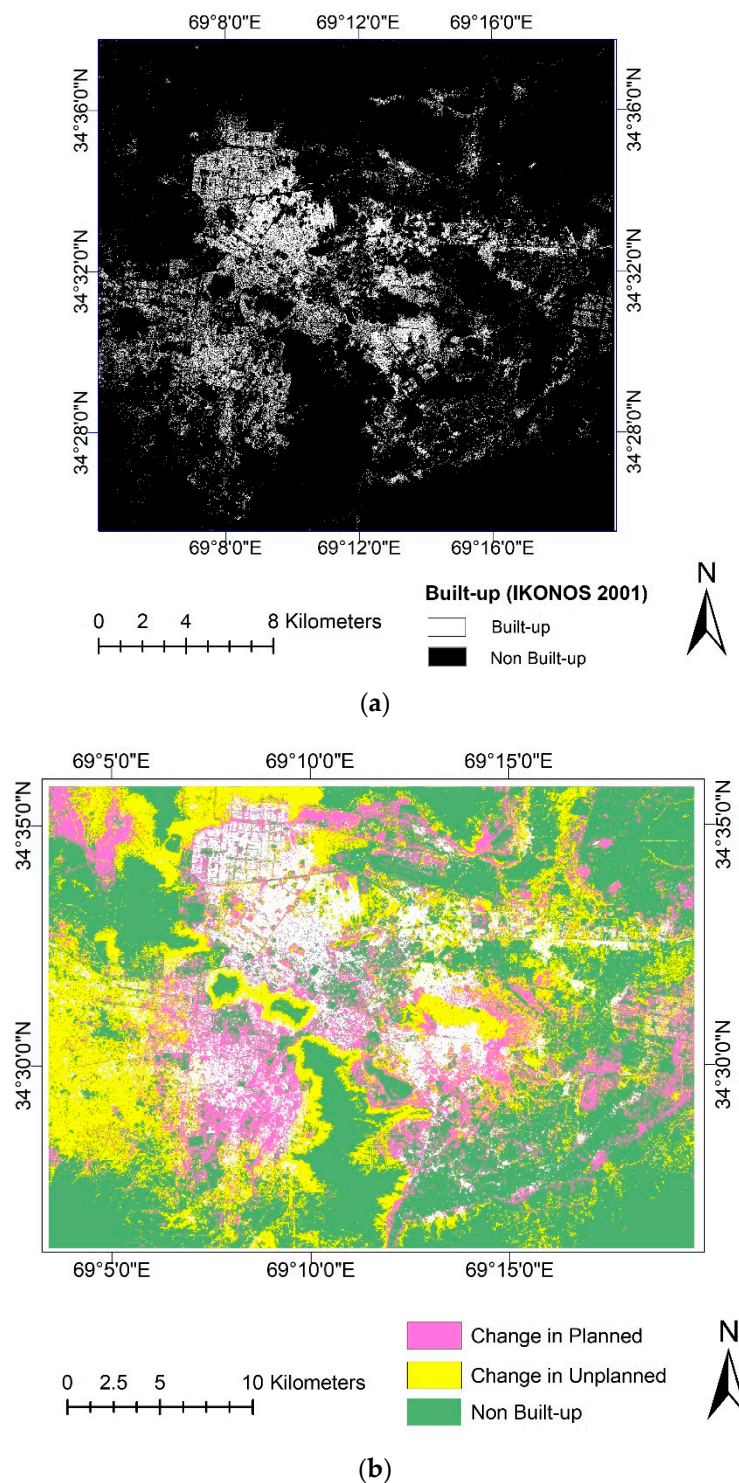 69°8'0"E 69°12'0"E 69°16'0"E
34°36'0"N 34°36'0"N
34°32'0"N 34°32'0"N
34°28'0"N 34°28'0"N
69°8'0"E 69°12'0"E 69°16'0"E
N
Built-up (IKONOS 2001)
0 2 4 8 Kilometers
Built-up
Non Built-up
(a)
69°5'0"E 69°10'0"E 69°15'0"E
34°35'0"N 34°35'0"N
34°30'0"N 34°30'0"N
69°5'0"E 69°10'0"E 69°15'0"E
N
Change in Planned
0 2.5 5 10 Kilometers
Change in Unplanned
Non Built-up
(b)